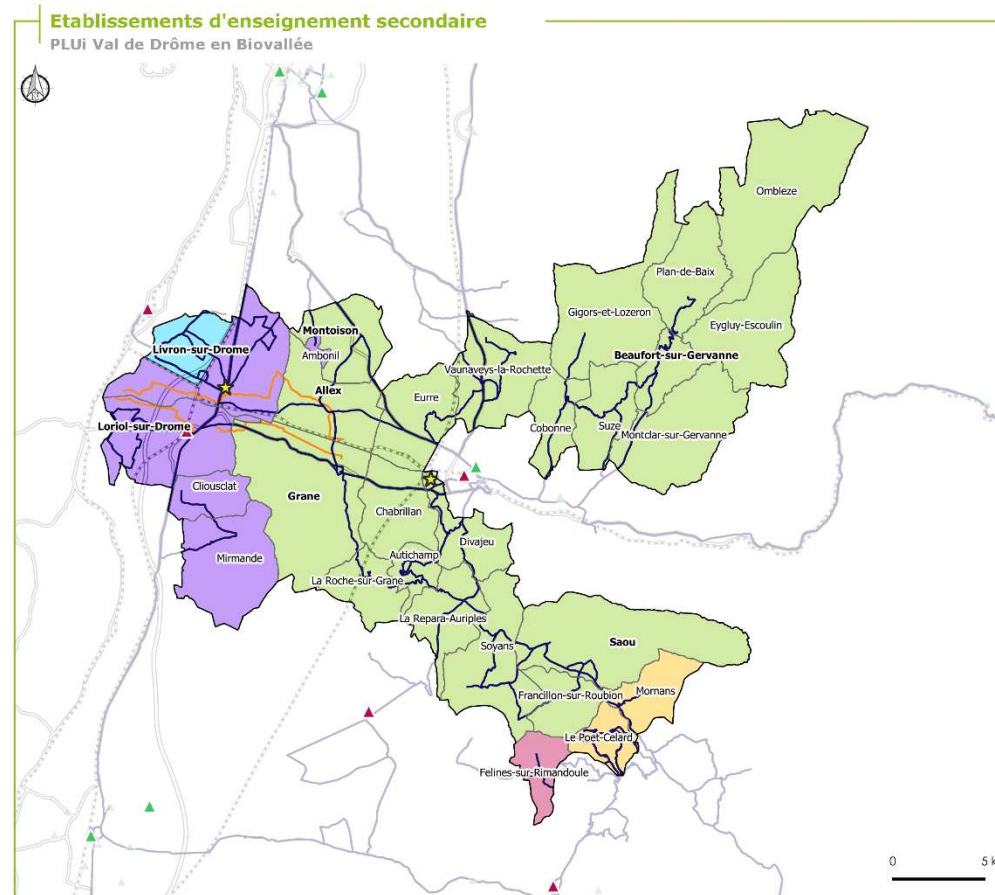 Etablissements d'enseignement secondaire
PLUi Val de Drôme en Biovallée
Ombleze
Plan-de-Baix
Gigors-et-Lozeron
Eygluy-Escoulin
Montoison
Livron-sur-Drome
Ambonil
Beaufort-sur-Gervanne
Vaunaveys-la-Rochette
Allex
Eurre
Loriol-sur-Drome
Cobonne
Suze
Montclar-sur-Gervanne
Cliousclat
Grane
Chabrillan
Divajeu
Mirmande
Autichamp
La Roche-sur-Grane
La Repara-Auriples
Saou
Soyans
Francillon-sur-Roubion
Mornans
Le Poet-Celard
Felines-sur-Rimandoule
0 5 k